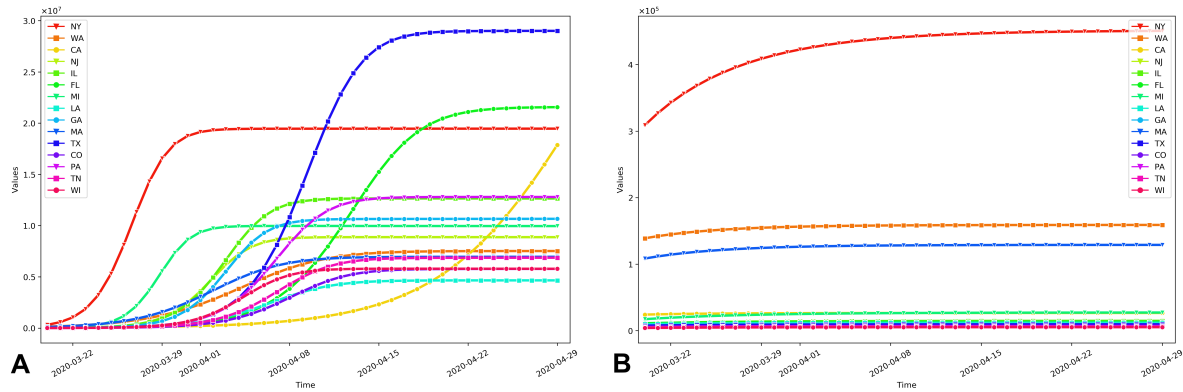 ×10⁷
3.0
2.5
2.0
1.5
1.0
0.5
0.0
Values
NY
WA
CA
NJ
IL
FL
MI
LA
GA
MA
TX
CO
PA
TN
WI
2020-03-22
2020-03-29
2020-04-01
2020-04-08
2020-04-15
2020-04-22
2020-04-29
Time
A
×10⁵
4
3
2
1
0
Values
NY
WA
CA
NJ
IL
FL
MI
LA
GA
MA
TX
CO
PA
TN
WI
2020-03-22
2020-03-29
2020-04-01
2020-04-08
2020-04-15
2020-04-22
2020-04-29
Time
B